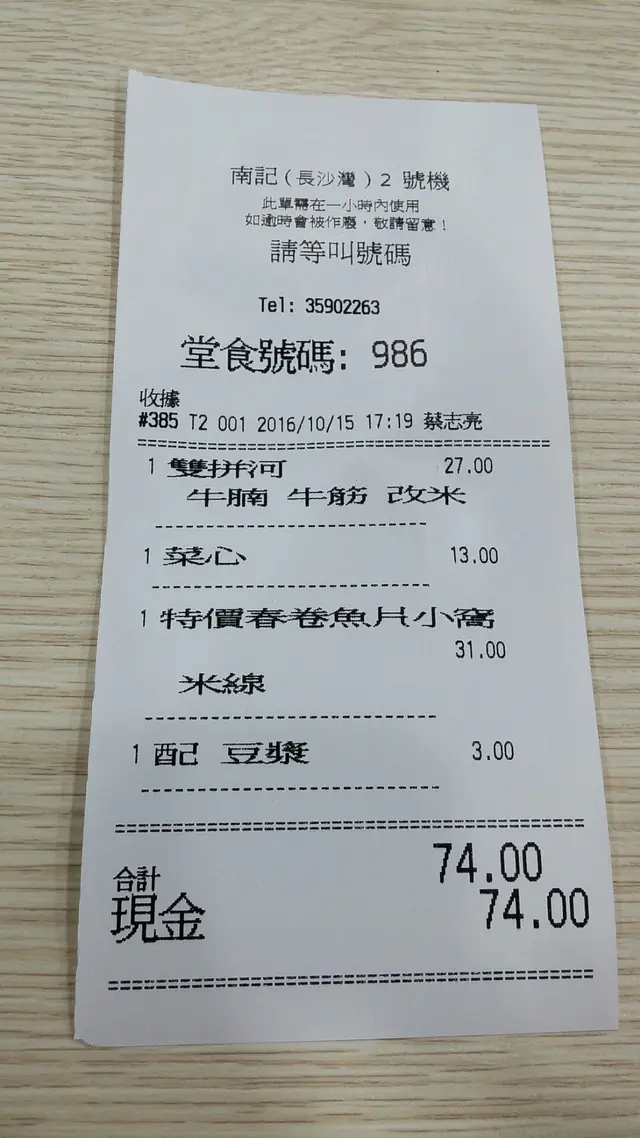 南記(長沙灣)2 號機
此單需在一小時內使用
如逾時會被作廢,敬請留意!
請等叫號碼
Tel: 35902263
堂食號碼: 986
收據
#385 T2 001 2016/10/15 17:19 蔡志亮
1 雙拼河 27.00
牛腩 牛筋 改米
1 菜心 13.00
1 特價春卷魚片小窩
31.00
米線
1 配 豆漿 3.00
合計 74.00
現金 74.00